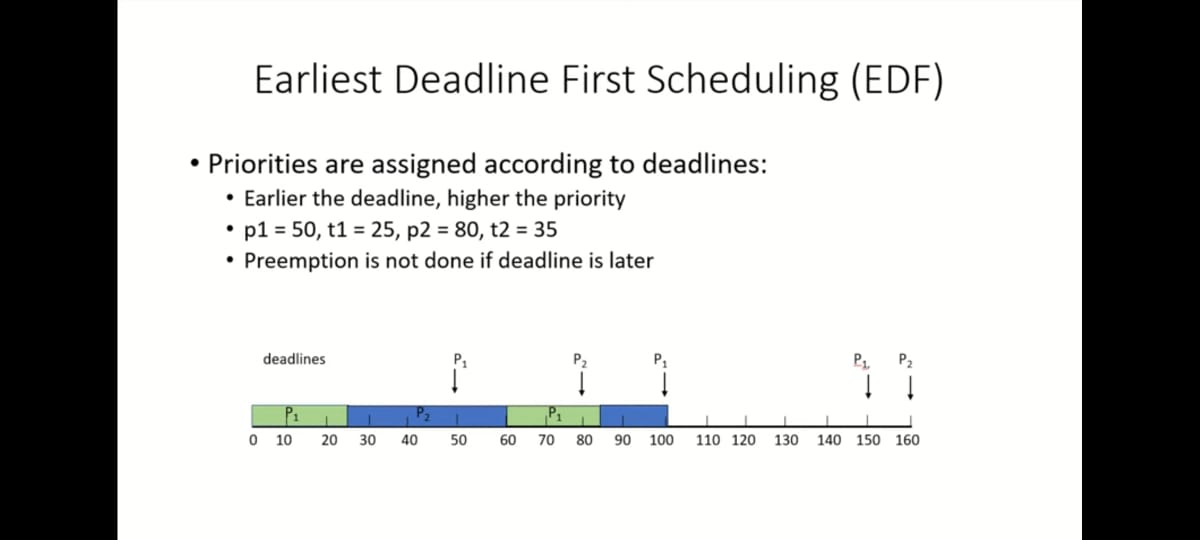 Earliest Deadline First Scheduling (EDF)
• Priorities are assigned according to deadlines:
• Earlier the deadline, higher the priority
• p1 = 50, t1 = 25, p2 = 80, t2 = 35
• Preemption is not done if deadline is later
deadlines P₁ P₂ P₁ P₁ P₂
P₁ P₂ P₁
0 10 20 30 40 50 60 70 80 90 100 110 120 130 140 150 160